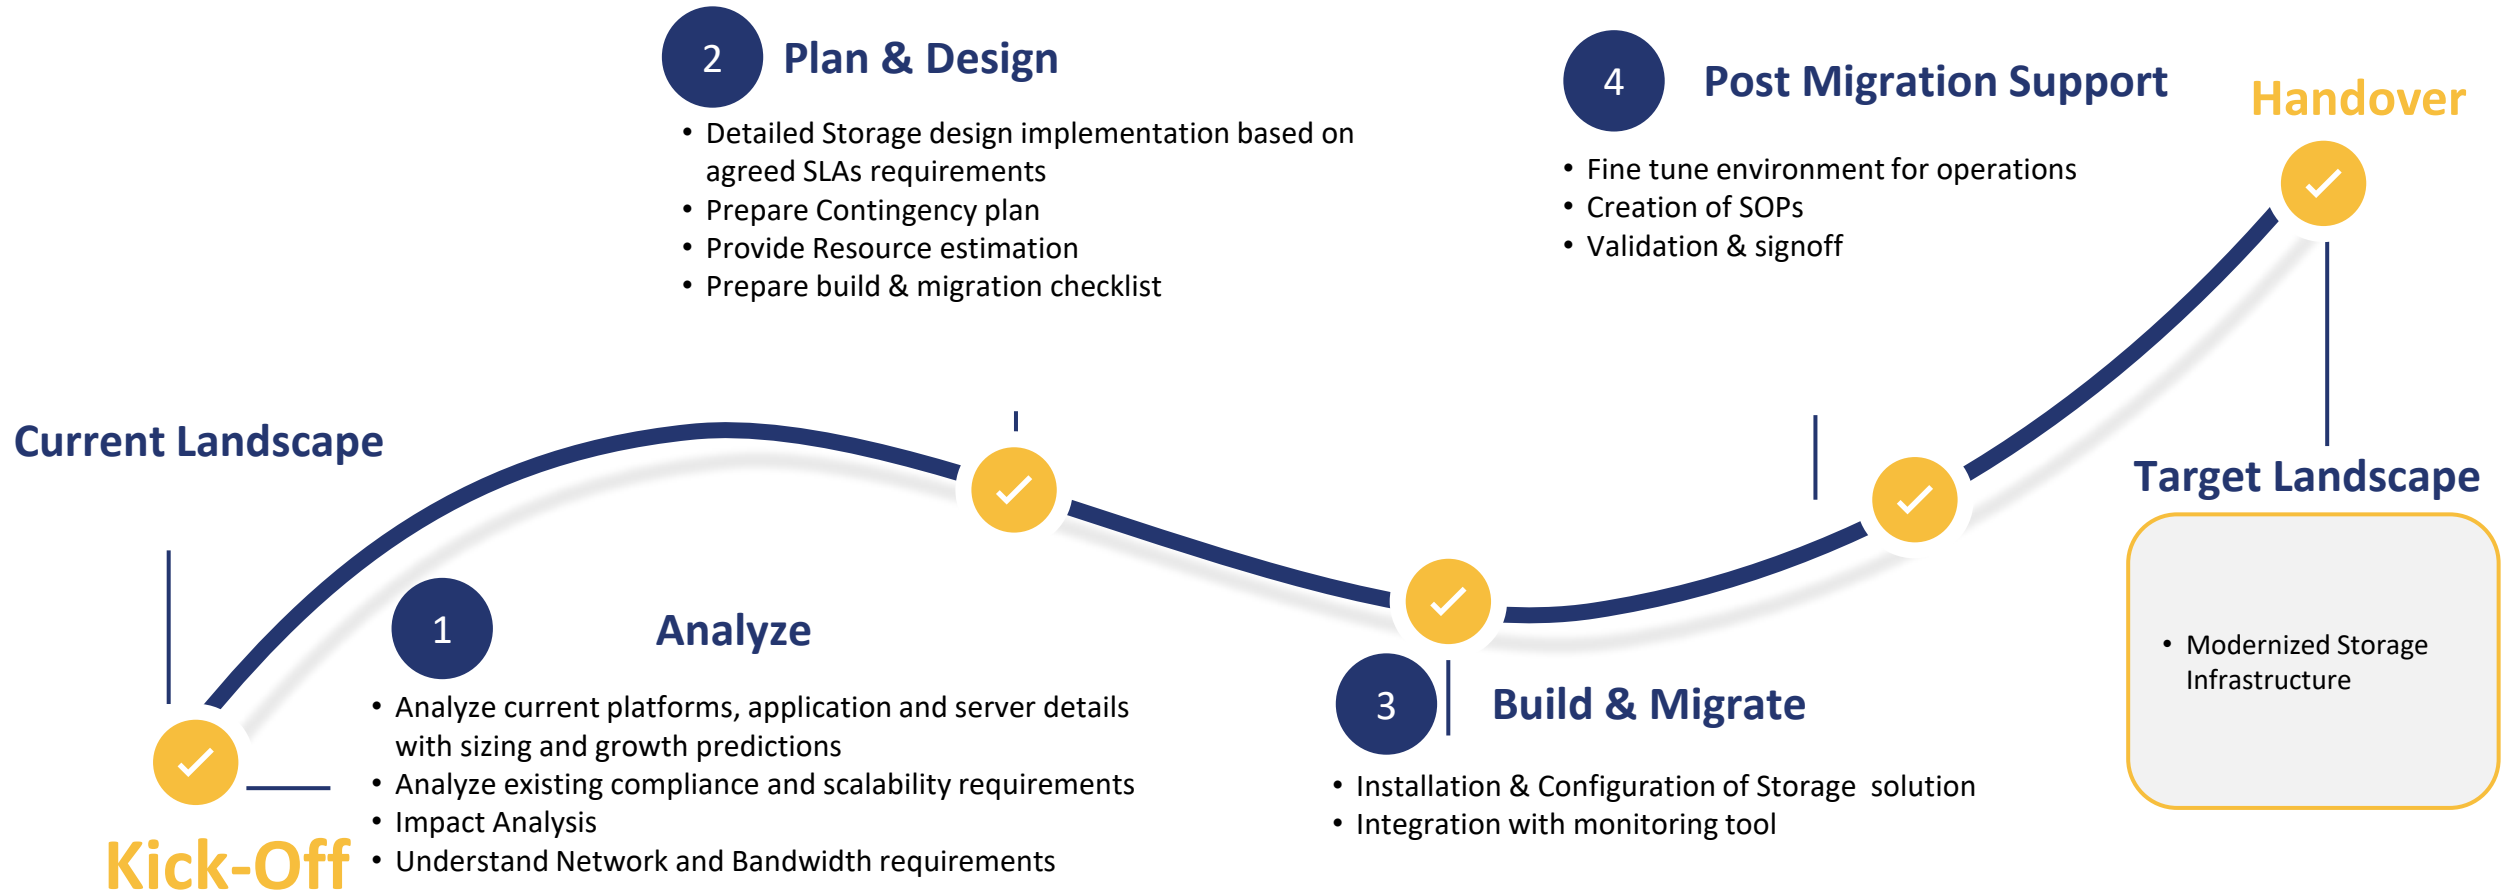 2
Plan & Design
• Detailed Storage design implementation based on
agreed SLAs requirements
• Prepare Contingency plan
• Provide Resource estimation
• Prepare build & migration checklist
4
Post Migration Support
• Fine tune environment for operations
• Creation of SOPs
• Validation & signoff
Handover
Current Landscape
Target Landscape
• Modernized Storage
Infrastructure
1
Analyze
• Analyze current platforms, application and server details
with sizing and growth predictions
• Analyze existing compliance and scalability requirements
• Impact Analysis
• Understand Network and Bandwidth requirements
Kick-Off
3
Build & Migrate
• Installation & Configuration of Storage solution
• Integration with monitoring tool